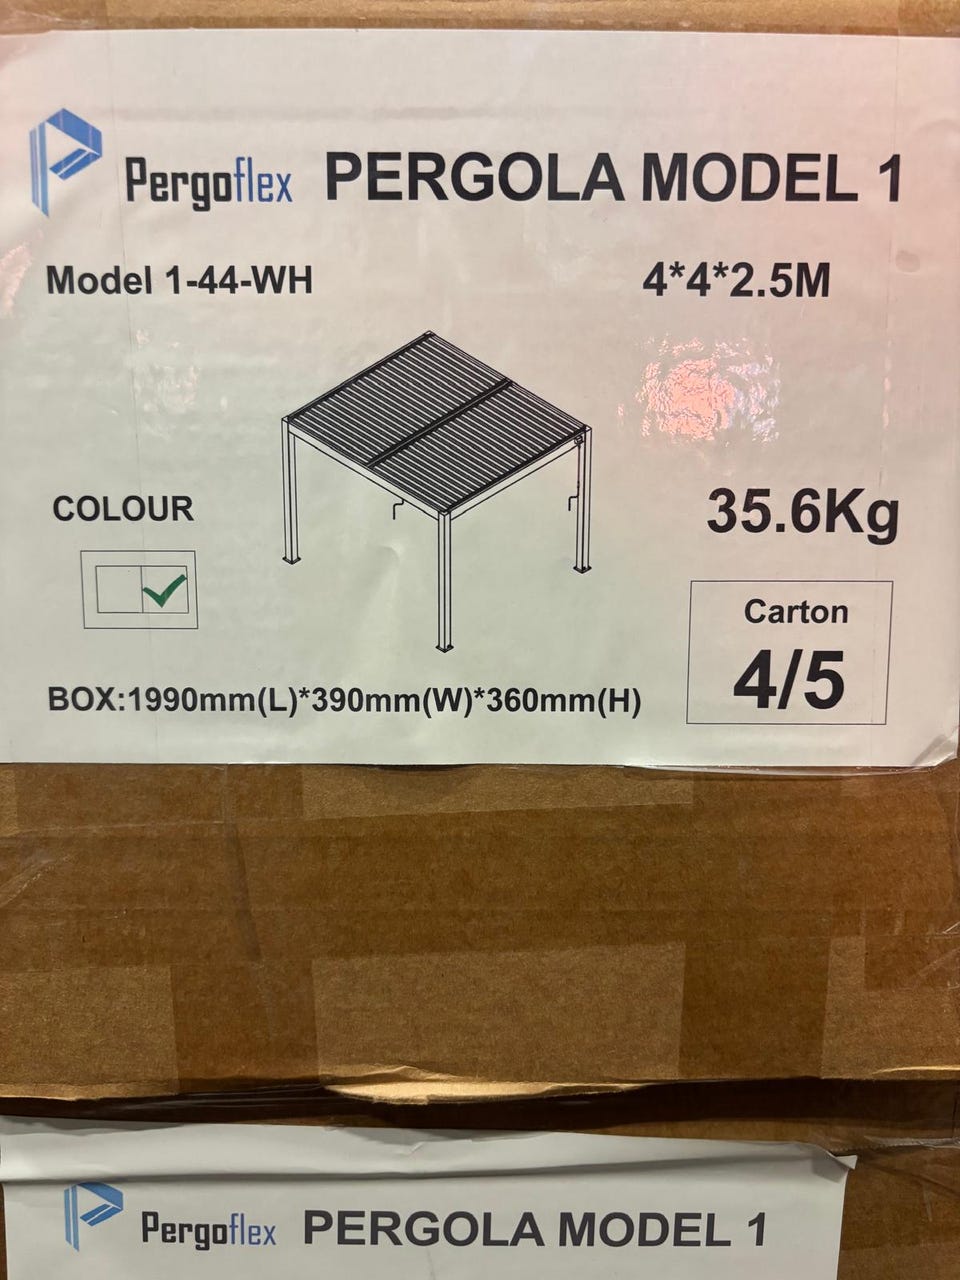 Pergoflex PERGOLA MODEL 1
Model 1-44-WH 4*4*2.5M
COLOUR
35.6Kg
Carton
4/5
BOX:1990mm(L)*390mm(W)*360mm(H)
Pergoflex PERGOLA MODEL 1